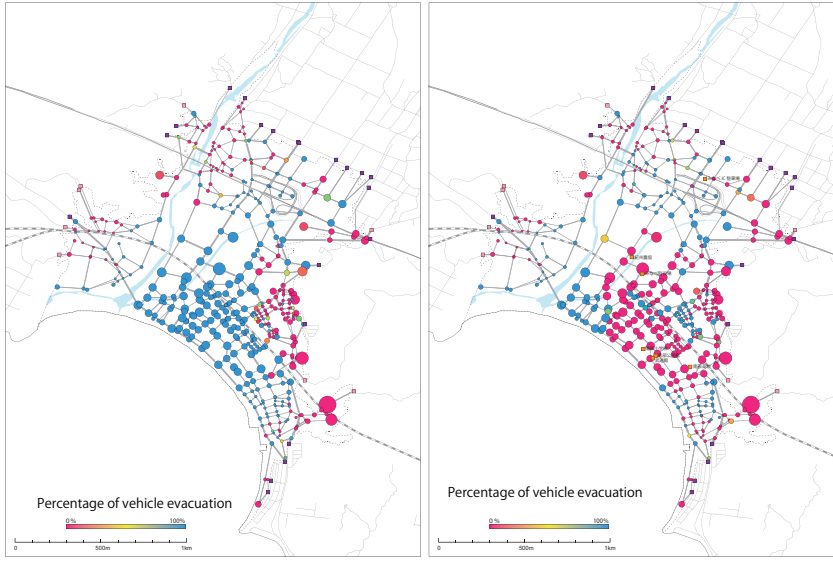 Percentage of vehicle evacuation
0 %
100%
0
500m
1km
Percentage of vehicle evacuation
0 %
100%
0
500m
1km